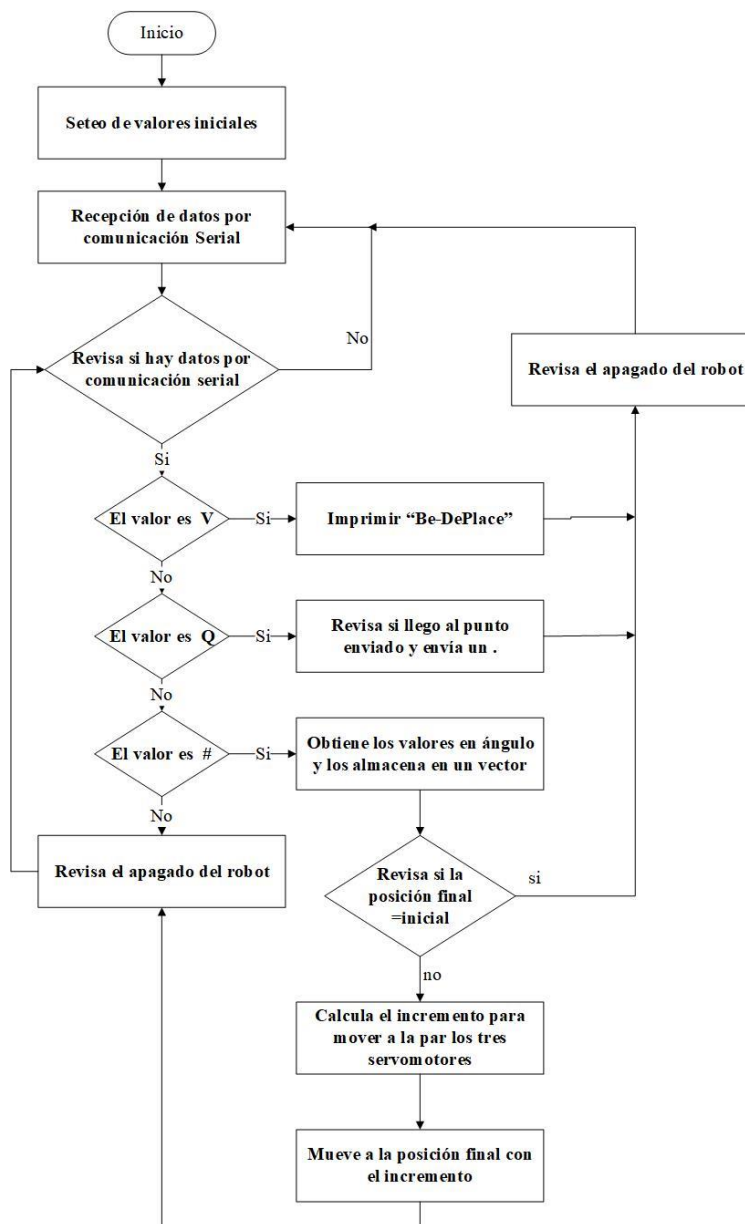 Inicio
Seteo de valores iniciales
Recepción de datos por
comunicación Serial
No
Revisa si hay datos por
comunicación serial
Revisa el apagado del robot
Si
El valor es V
Si
Imprimir “Be-DePlace”
No
El valor es Q
Si
Revisa si llego al punto
enviado y envía un .
No
El valor es #
Si
Obtiene los valores en ángulo
y los almacena en un vector
No
Revisa el apagado del robot
Revisa si la
posición final
=inicial
si
no
Calcula el incremento para
mover a la par los tres
servomotores
Mueve a la posición final con
el incremento